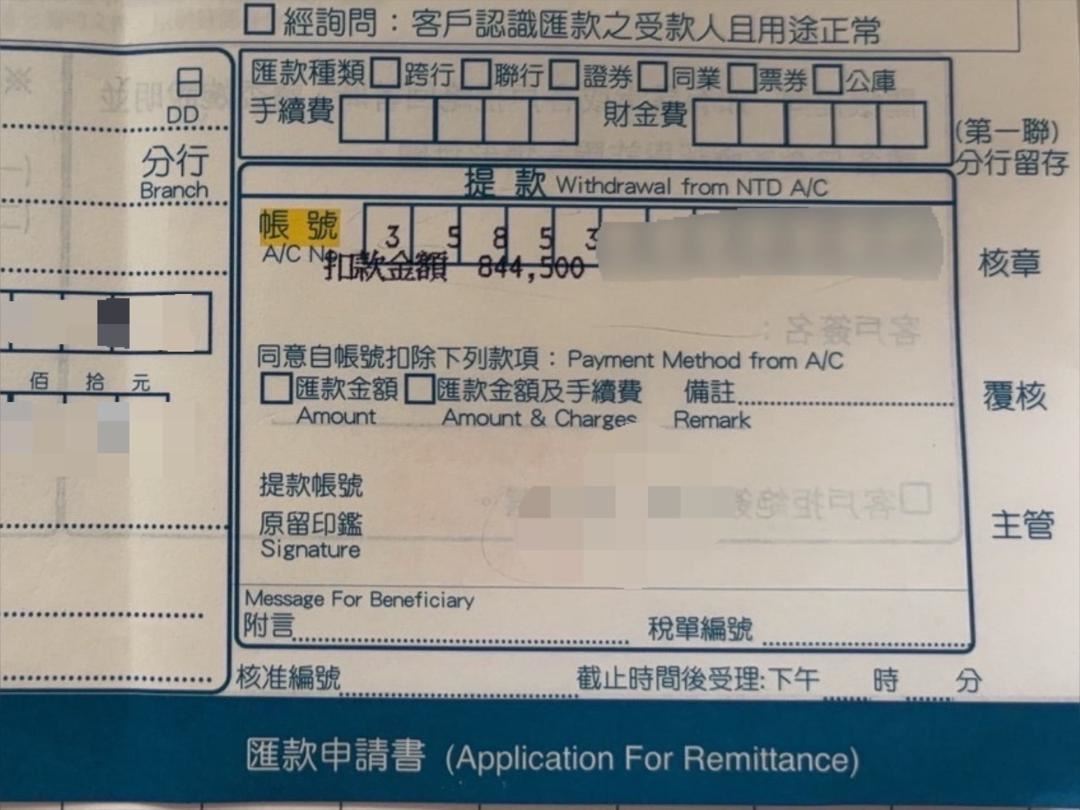 □ 經詢問：客戶認識匯款之受款人且用途正常
匯款種類 □跨行 □聯行 □證券 □同業 □票券 □公庫
手續費 財金費
(第一聯)
分行留存
日
DD
分行
Branch
佰 拾 元
提 款 Withdrawal from NTD A/C
帳 號 3 5 8 5 3
A/C No
扣款金額 844,500
核章
同意自帳號扣除下列款項：Payment Method from A/C
□匯款金額 □匯款金額及手續費 備註
Amount Amount & Charges Remark
覆核
提款帳號
原留印鑑
Signature
主管
Message For Beneficiary
附言 稅單編號
核准編號 截止時間後受理:下午 時 分
匯款申請書 (Application For Remittance)